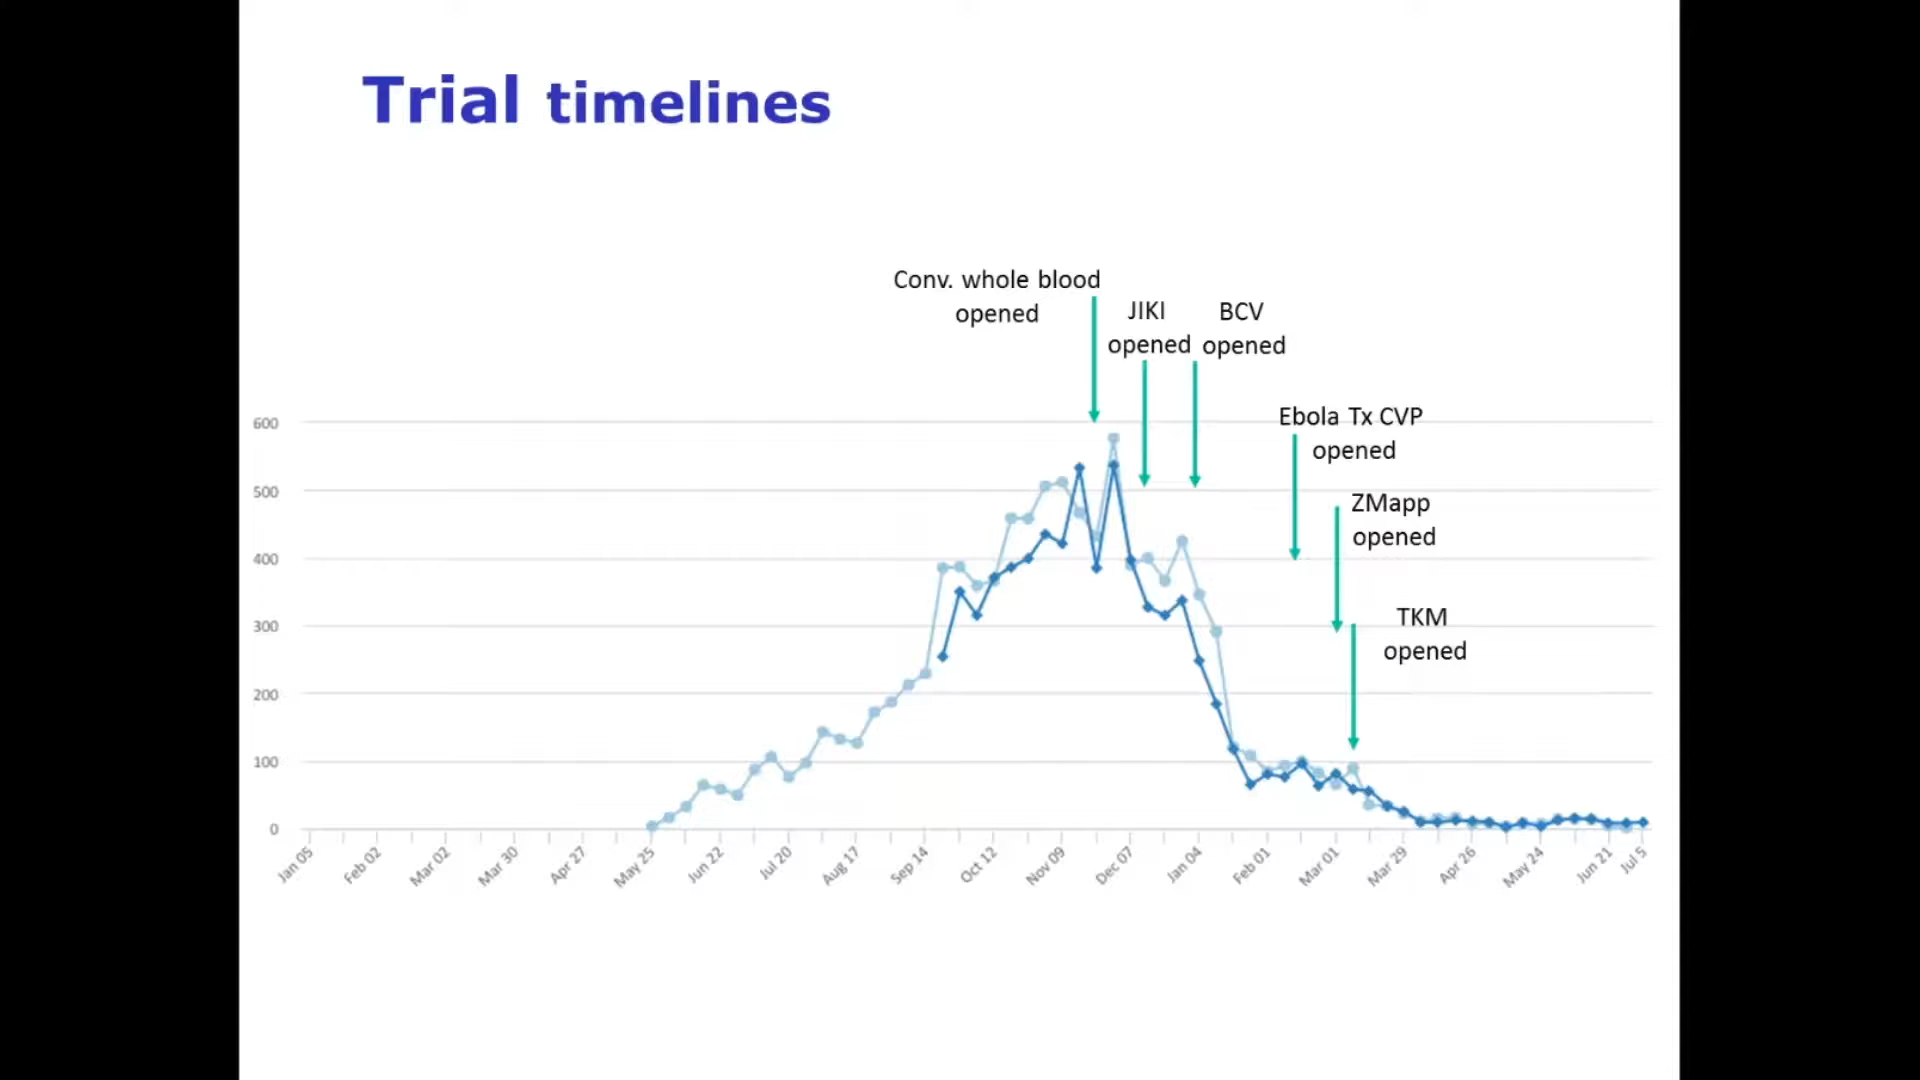 Trial timelines
Conv. whole blood
opened
JIKI
opened
BCV
opened
Ebola Tx CVP
opened
ZMapp
opened
TKM
opened
600
500
400
300
200
100
0
Jan 05
Feb 02
Mar 02
Mar 30
Apr 27
May 25
Jun 22
Jul 20
Aug 17
Sep 14
Oct 12
Nov 09
Dec 07
Jan 04
Feb 01
Mar 01
Mar 29
Apr 26
May 24
Jun 21
Jul 5